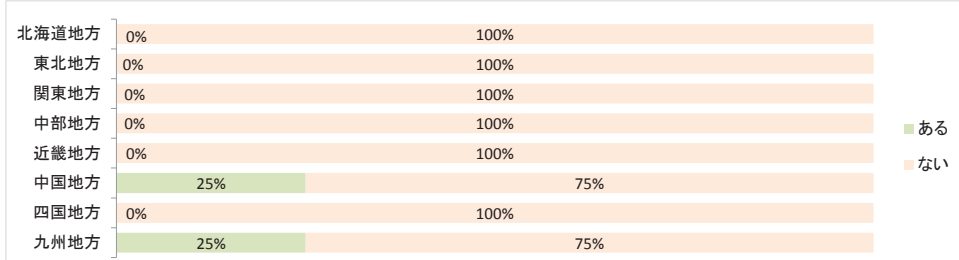 北海道地方 0% 100%
東北地方 0% 100%
関東地方 0% 100%
中部地方 0% 100%
近畿地方 0% 100%
中国地方 25% 75%
四国地方 0% 100%
九州地方 25% 75%
ある
ない